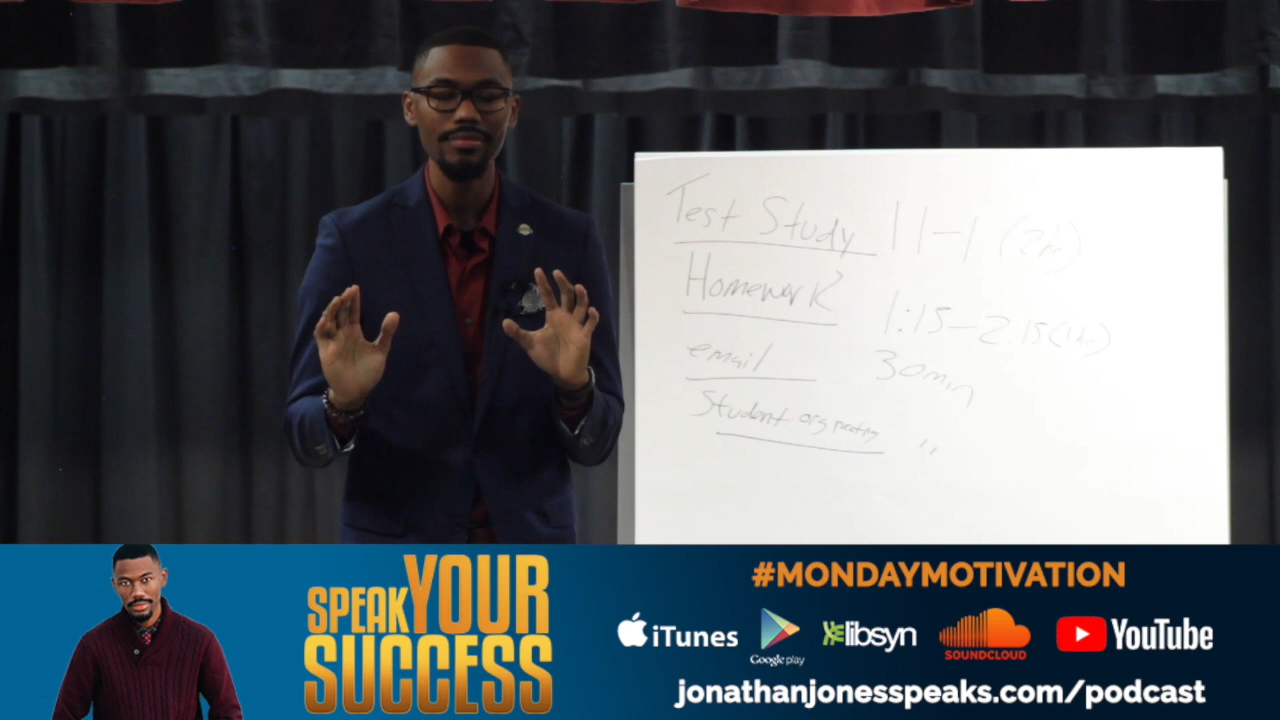 Test Study 11-1 (2hr)
Homework 1:15-2:15 (1hr)
email 30min
Student org meeting ,,
SPEAK YOUR
SUCCESS
#MONDAYMOTIVATION
iTunes
Google play
libsyn
SOUNDCLOUD
YouTube
jonathanjonesspeaks.com/podcast